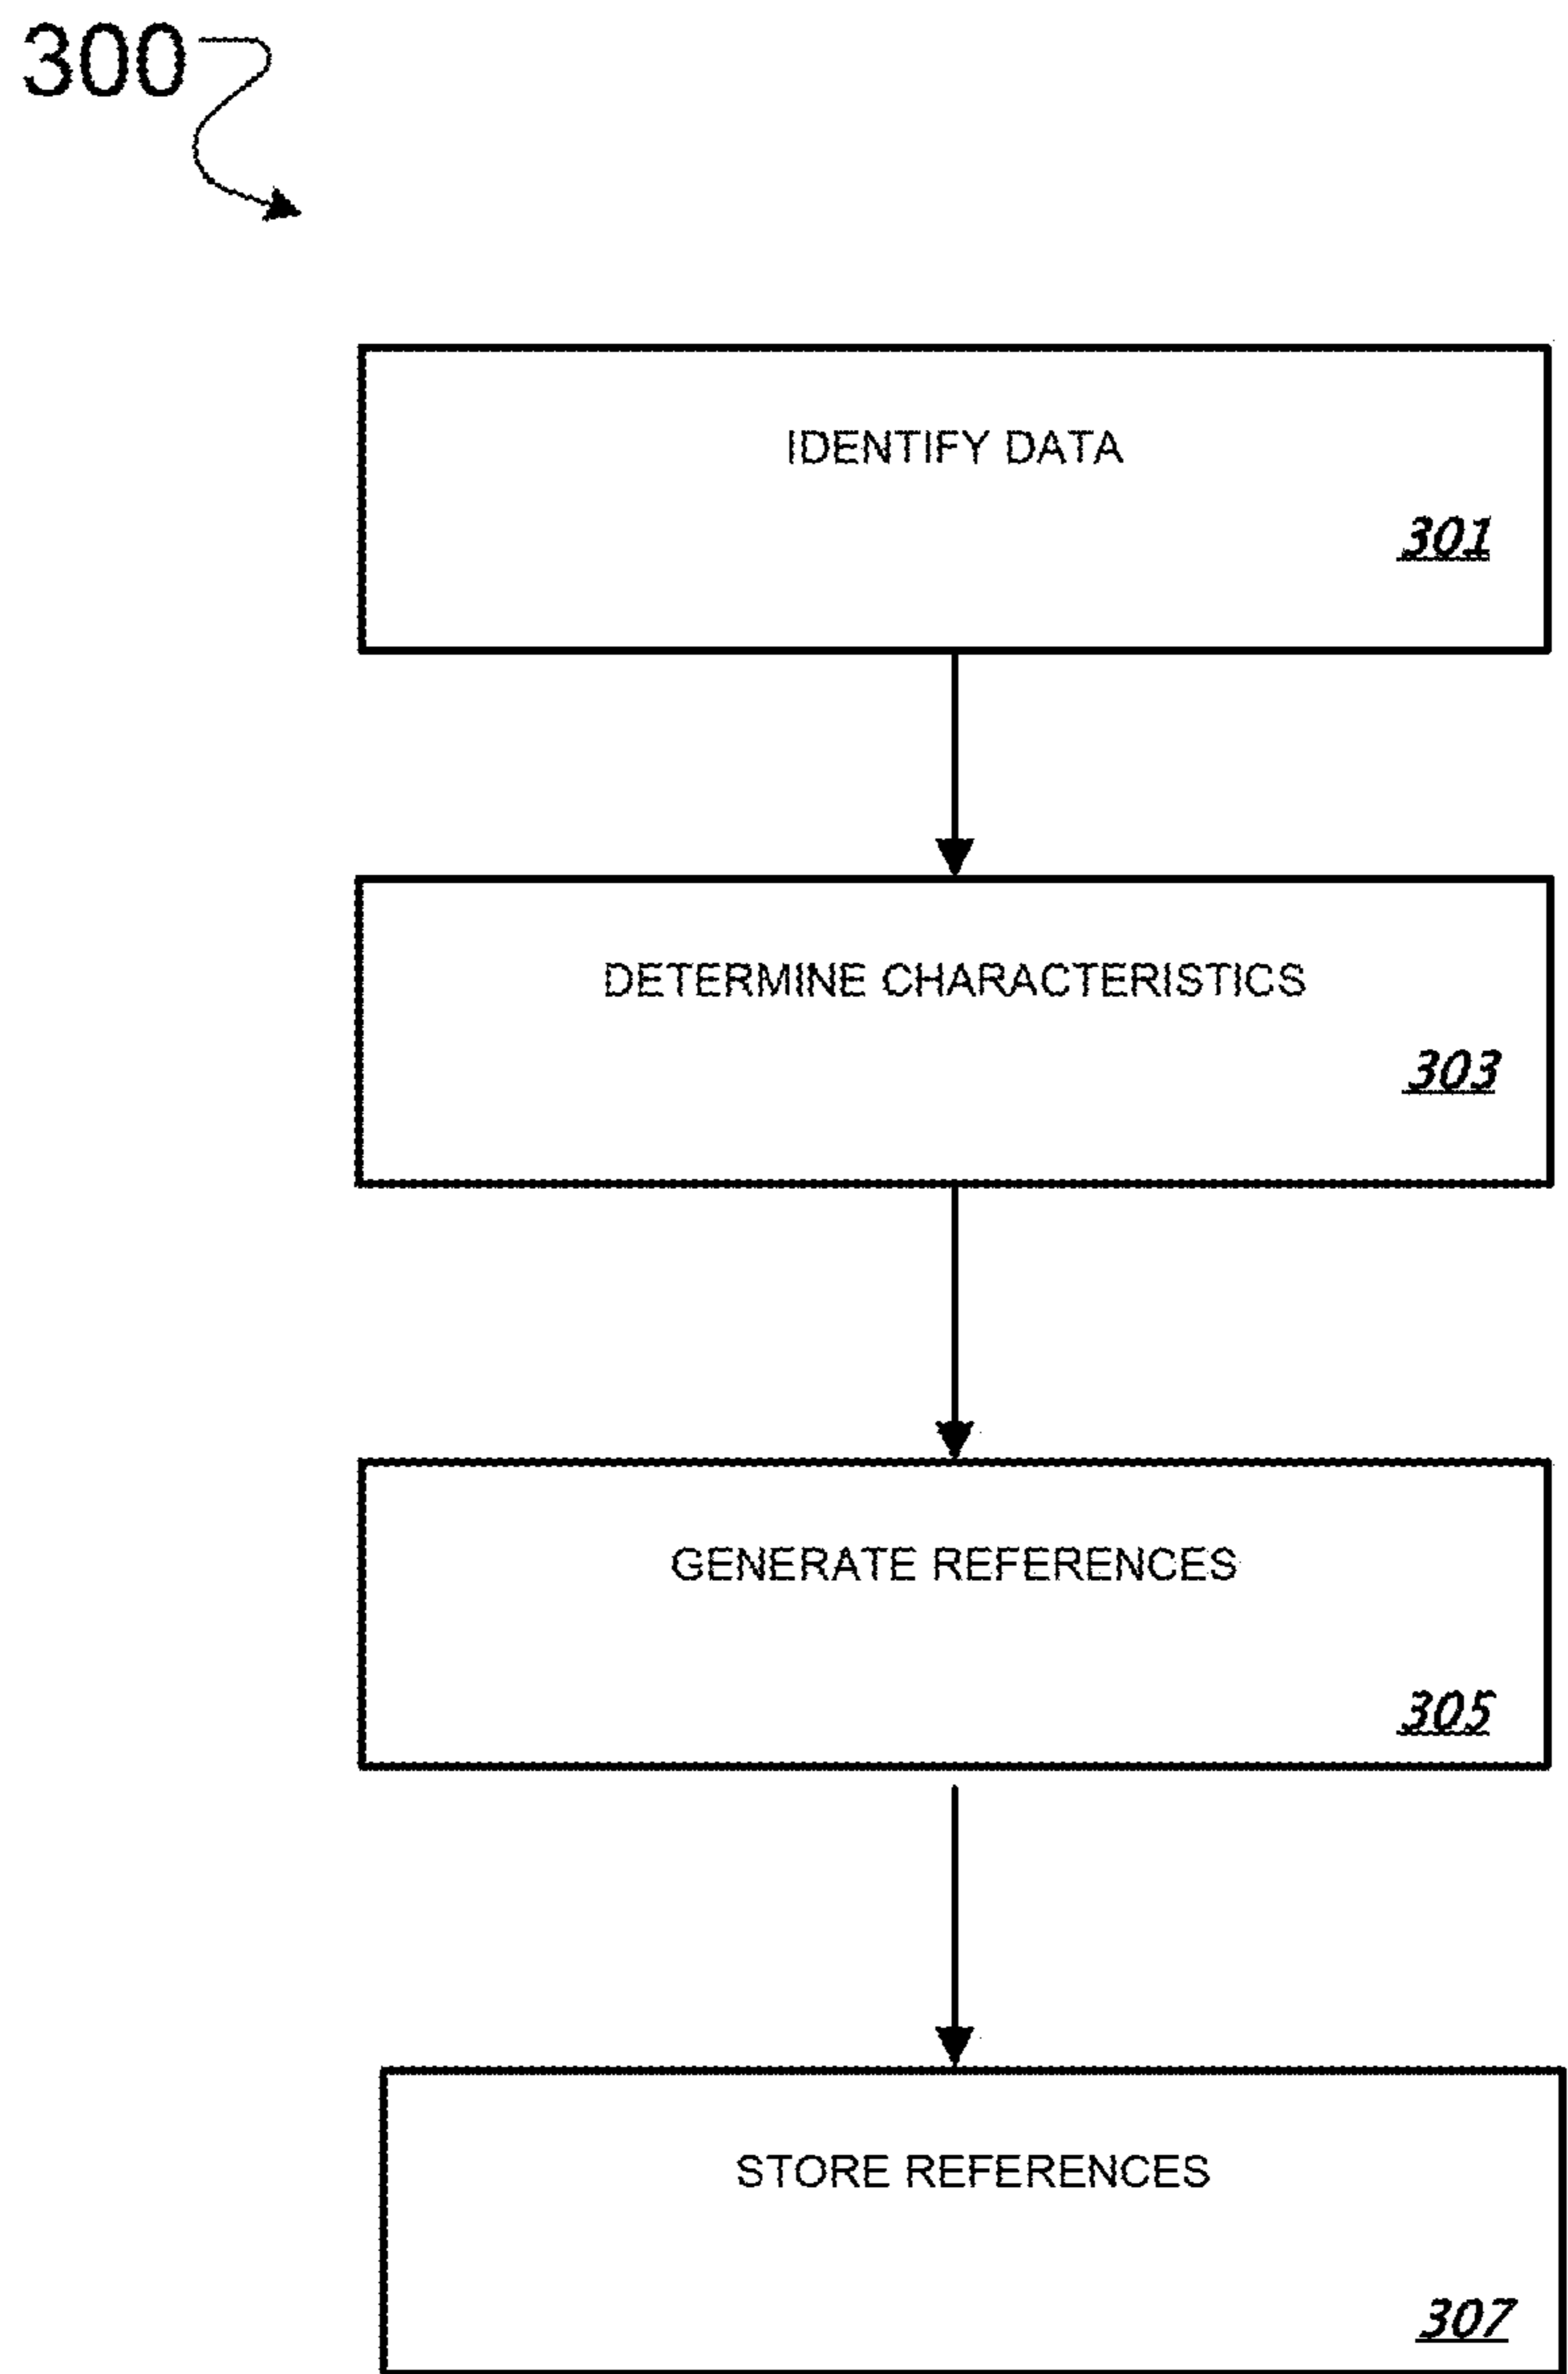 300
IDENTIFY DATA
301
DETERMINE CHARACTERISTICS
303
GENERATE REFERENCES
305
STORE REFERENCES
307